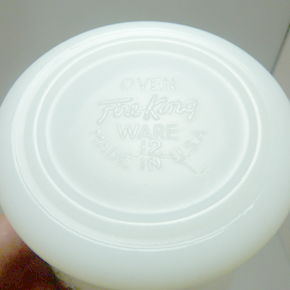 OVEN
Fire-King
WARE
12
MADE IN U.S.A